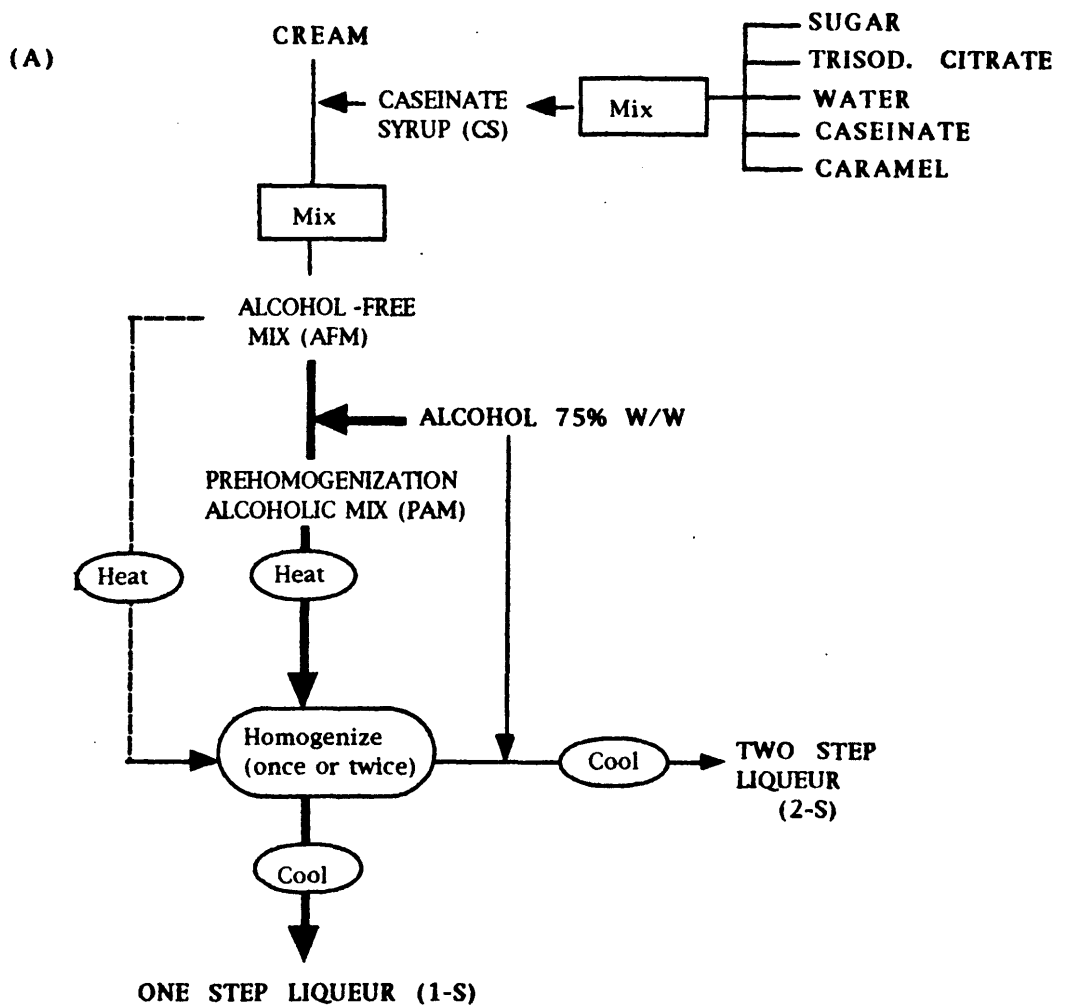 (A)
CREAM
SUGAR
TRISOD. CITRATE
WATER
CASEINATE
CARAMEL
Mix
CASEINATE
SYRUP (CS)
Mix
ALCOHOL -FREE
MIX (AFM)
ALCOHOL 75% W/W
PREHOMOGENIZATION
ALCOHOLIC MIX (PAM)
Heat
Heat
Homogenize
(once or twice)
Cool
TWO STEP
LIQUEUR
(2-S)
Cool
ONE STEP LIQUEUR (1-S)